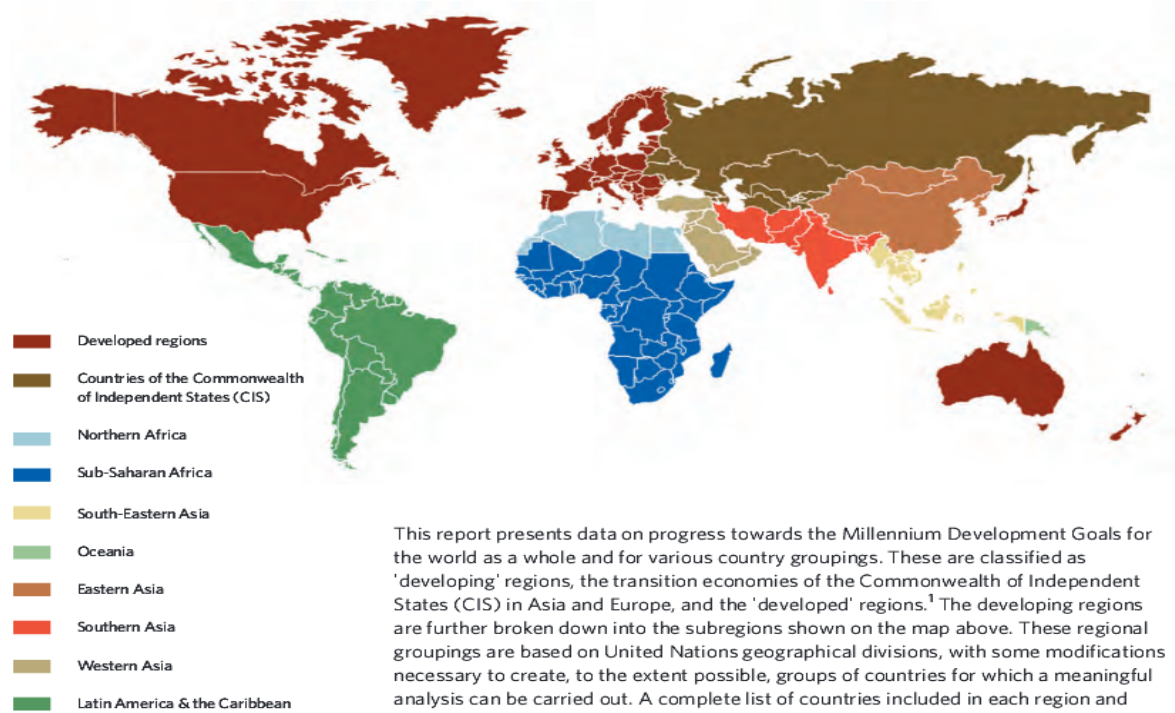 Developed regions
Countries of the Commonwealth
of Independent States (CIS)
Northern Africa
Sub-Saharan Africa
South-Eastern Asia
Oceania
Eastern Asia
Southern Asia
Western Asia
Latin America & the Caribbean
This report presents data on progress towards the Millennium Development Goals for
the world as a whole and for various country groupings. These are classified as
'developing' regions, the transition economies of the Commonwealth of Independent
States (CIS) in Asia and Europe, and the 'developed' regions.¹ The developing regions
are further broken down into the subregions shown on the map above. These regional
groupings are based on United Nations geographical divisions, with some modifications
necessary to create, to the extent possible, groups of countries for which a meaningful
analysis can be carried out. A complete list of countries included in each region and